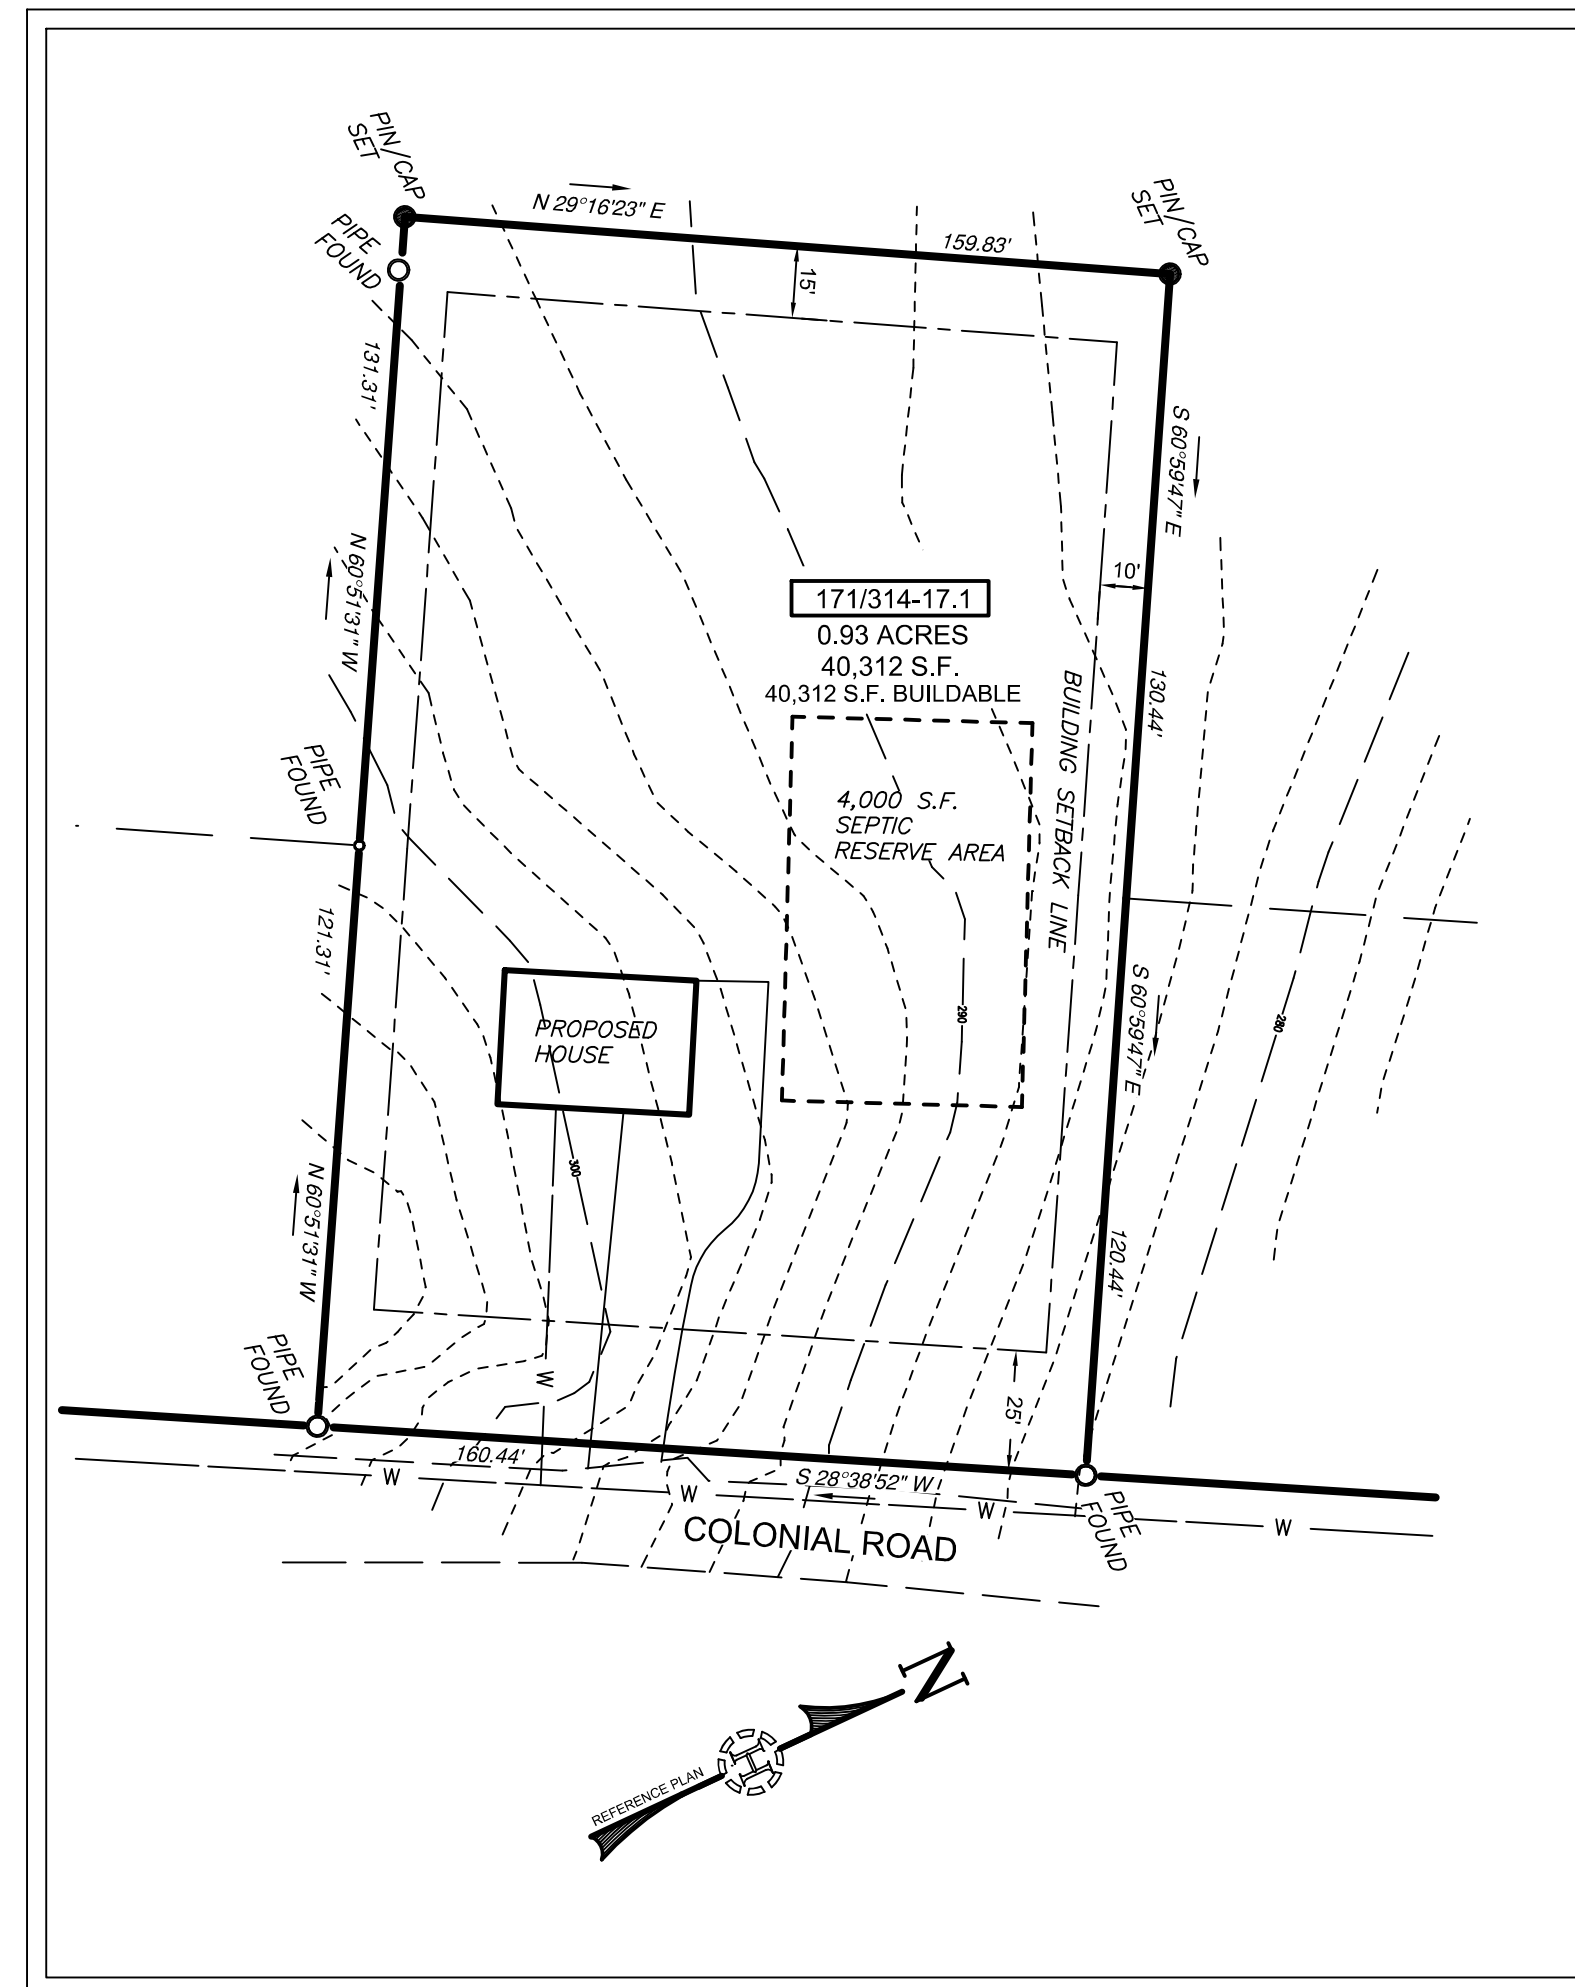 PIN/CAP
SET
PIPE
FOUND
N 29°16'23" E
159.83'
PIN/CAP
SET
15'
131.31'
S 60°59'47" E
N 60°51'31" W
10'
171/314-17.1
0.93 ACRES
40,312 S.F.
40,312 S.F. BUILDABLE
130.44'
BUILDING SETBACK LINE
PIPE
FOUND
4,000 S.F.
SEPTIC
RESERVE AREA
121.31'
S 60°59'47" E
290
280
PROPOSED
HOUSE
300
N 60°51'31" W
120.44'
PIPE
FOUND
W
25'
160.44'
S 28°38'52" W
W
W
W
W
COLONIAL ROAD
PIPE
FOUND
N
H
REFERENCE PLAN